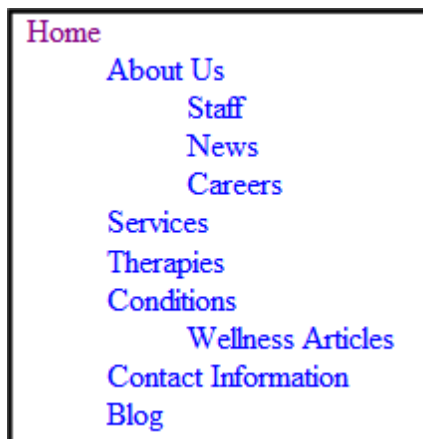 Home
About Us
Staff
News
Careers
Services
Therapies
Conditions
Wellness Articles
Contact Information
Blog